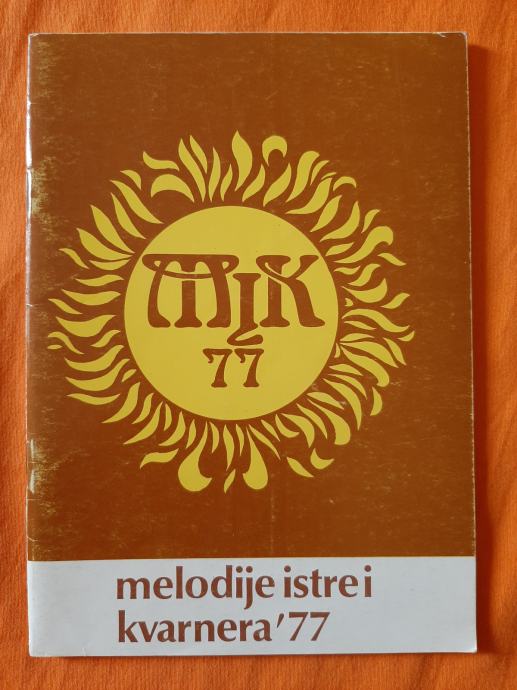 MIK
77
melodije istre i
kvarnera '77